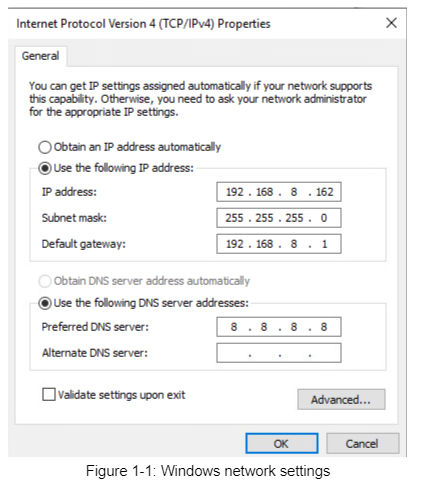 Internet Protocol Version 4 (TCP/IPv4) Properties
General
You can get IP settings assigned automatically if your network supports
this capability. Otherwise, you need to ask your network administrator
for the appropriate IP settings.
Obtain an IP address automatically
Use the following IP address:
IP address: 192 . 168 . 8 . 162
Subnet mask: 255 . 255 . 255 . 0
Default gateway: 192 . 168 . 8 . 1
Obtain DNS server address automatically
Use the following DNS server addresses:
Preferred DNS server: 8 . 8 . 8 . 8
Alternate DNS server: . . .
Validate settings upon exit
Advanced...
OK Cancel
Figure 1-1: Windows network settings